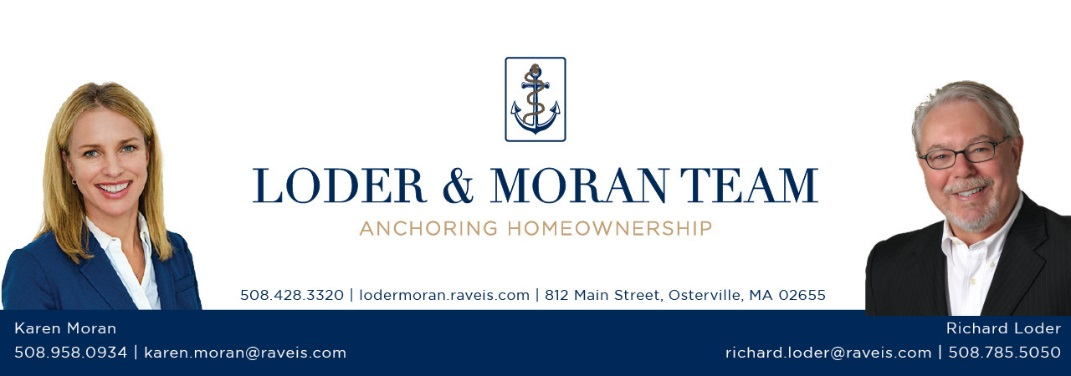 LODER & MORAN TEAM
ANCHORING HOMEOWNERSHIP
508.428.3320 | lodermoran.raveis.com | 812 Main Street, Osterville, MA 02655
Karen Moran
508.958.0934 | karen.moran@raveis.com
Richard Loder
richard.loder@raveis.com | 508.785.5050